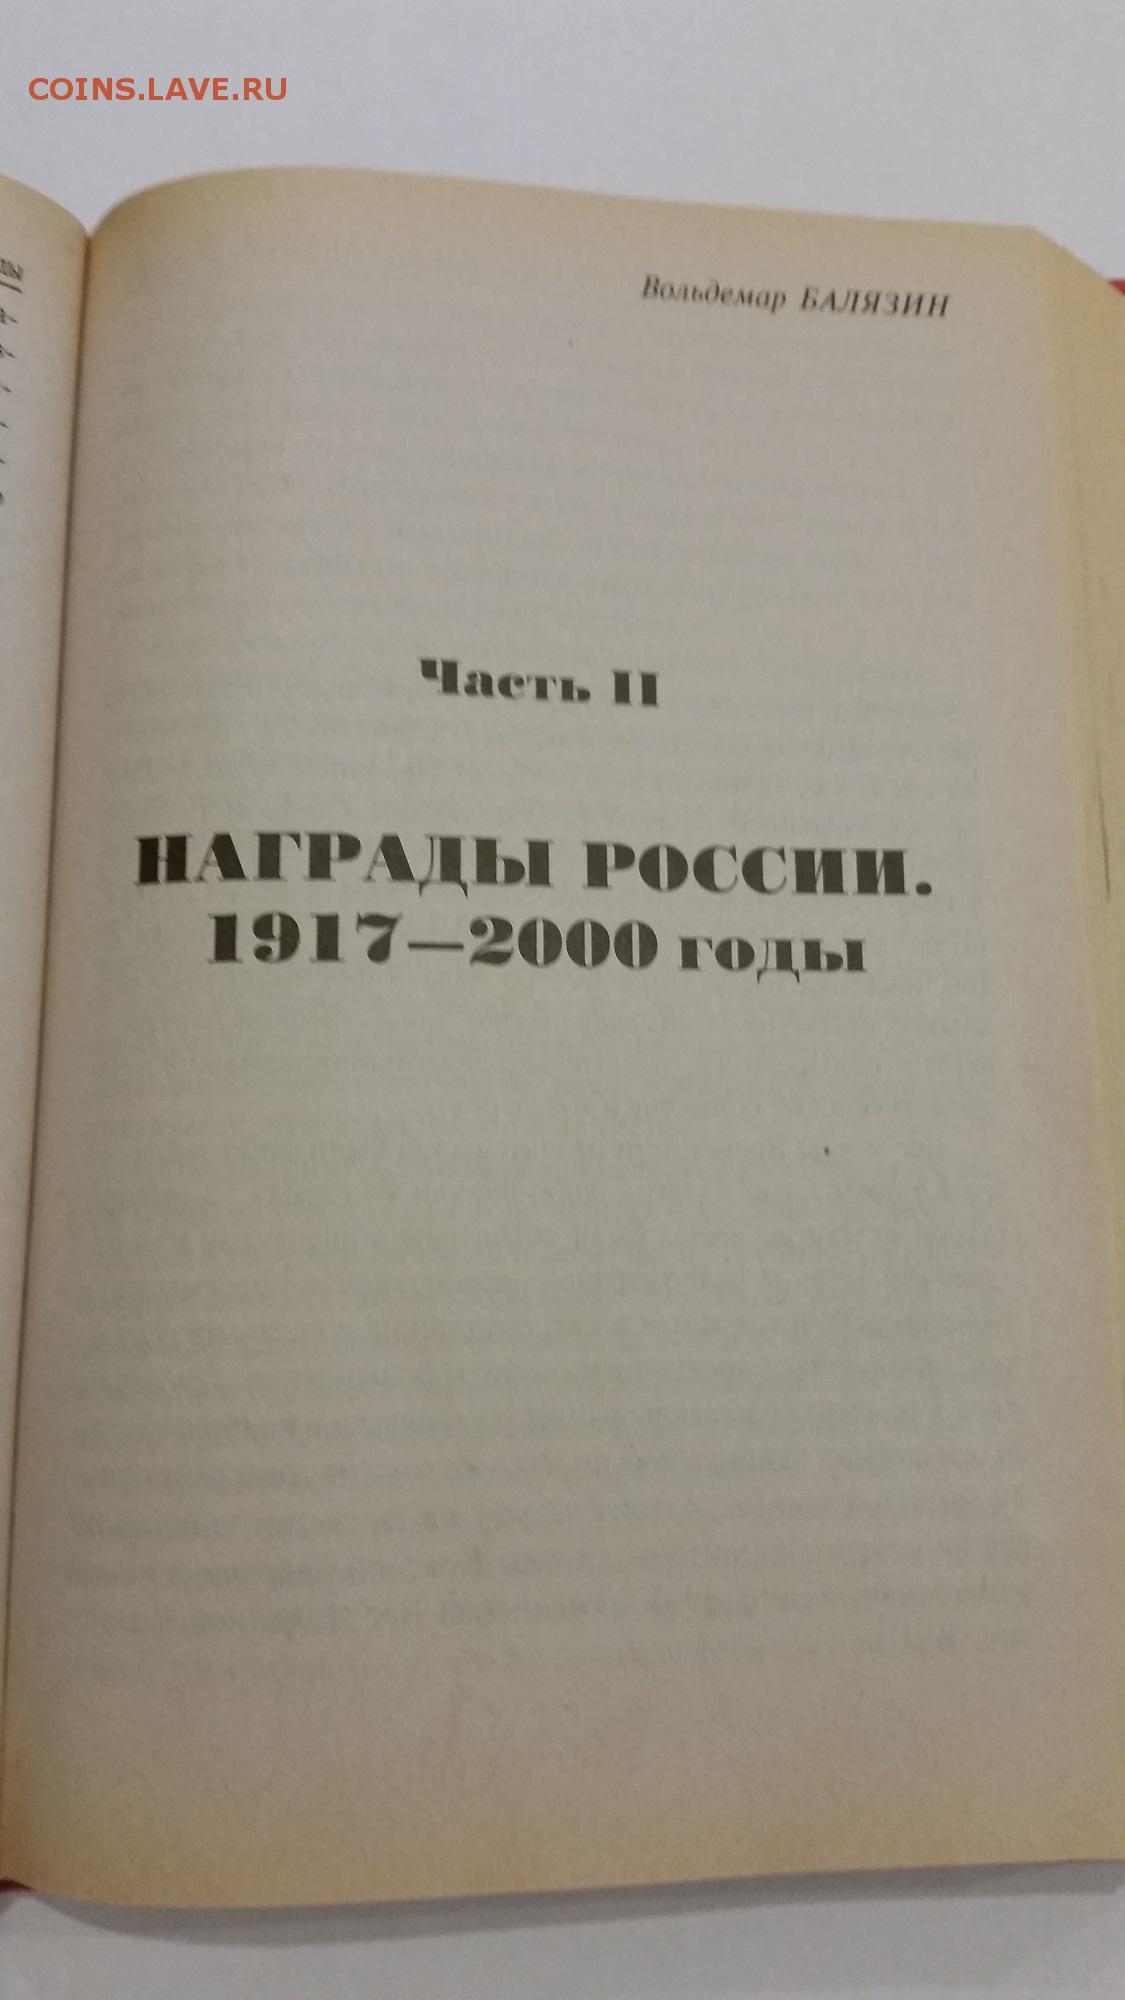 COINS.LAVE.RU
Вольдемар БАЛЯЗИН
Часть II
НАГРАДЫ РОССИИ.
1917—2000 годы